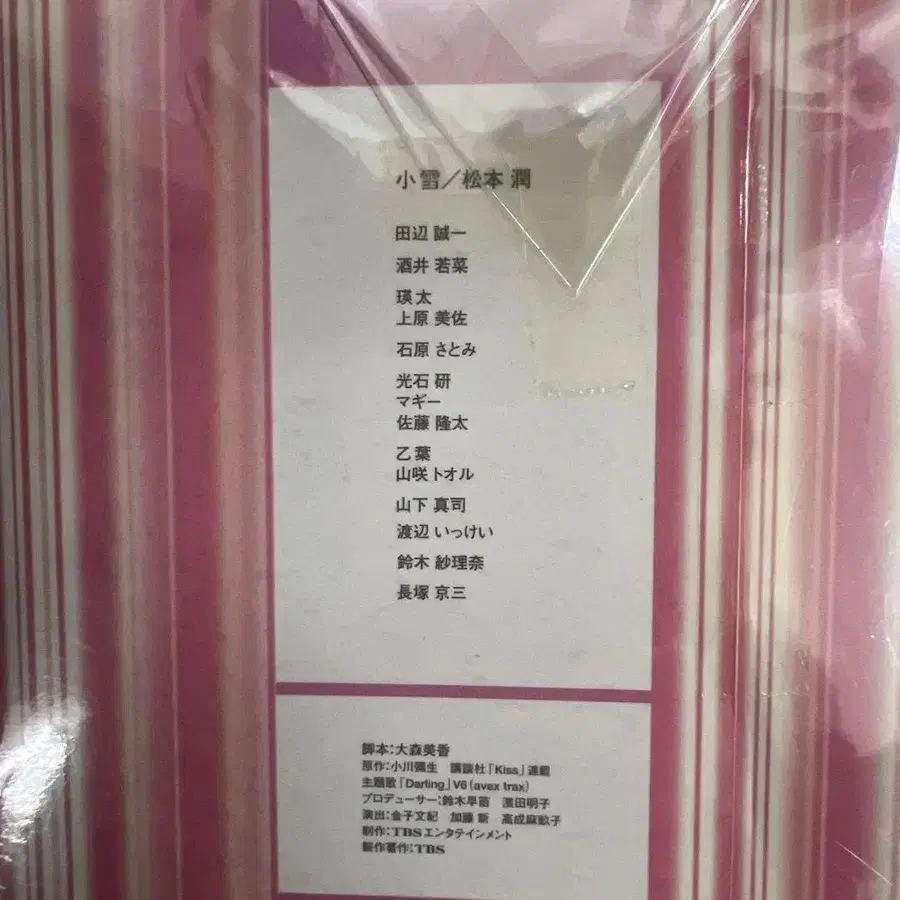 小雪／松本 潤
田辺 誠一
酒井 若菜
瑛太
上原 美佐
石原 さとみ
光石 研
マギー
佐藤 隆太
乙葉
山咲 トオル
山下 真司
渡辺 いっけい
鈴木 紗理奈
長塚 京三
脚本：大森美香
原作：小川彌生　講談社「Kiss」連載
主題歌「Darling」V6（avex trax）
プロデューサー：鈴木早苗　濱田明子
演出：金子文紀　加藤 新　高成麻畝子
制作：TBSエンタテインメント
製作著作：TBS